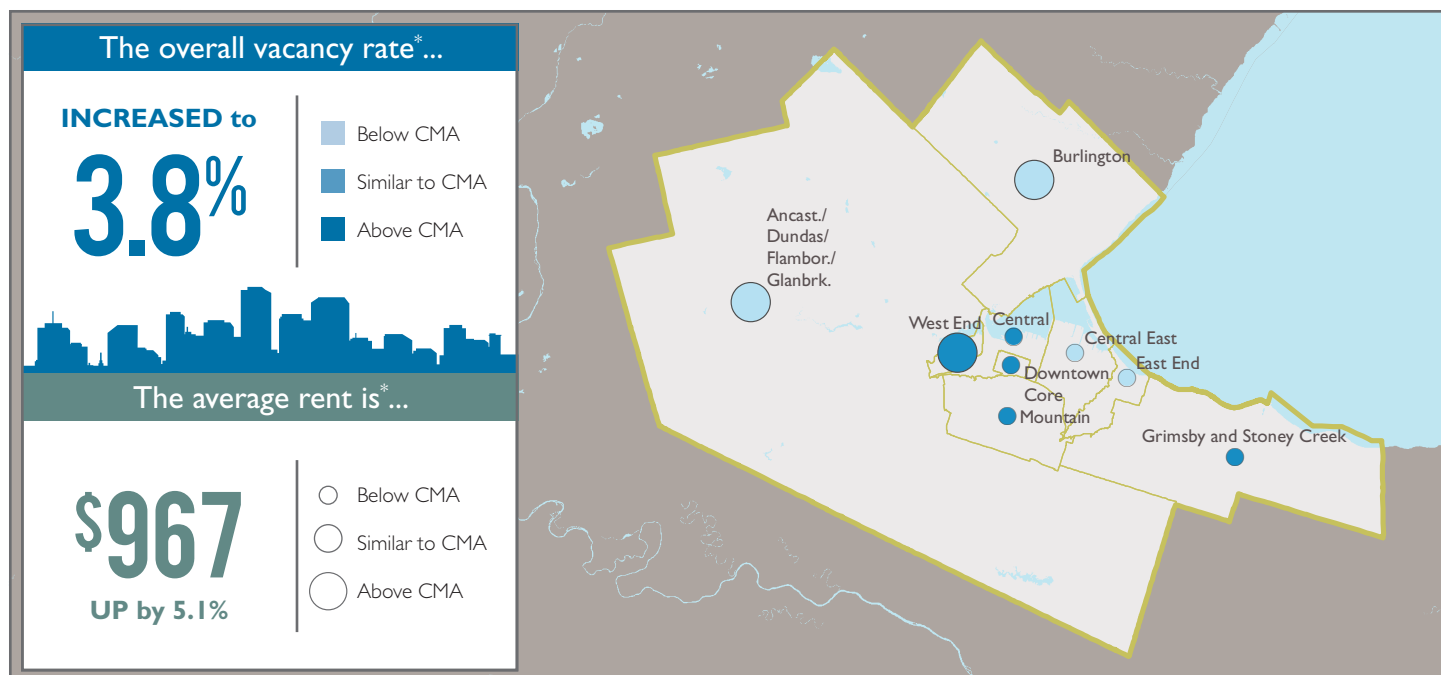 The overall vacancy rate*...
INCREASED to
3.8%
Below CMA
Similar to CMA
Above CMA
The average rent is*...
$967
UP by 5.1%
Below CMA
Similar to CMA
Above CMA
Burlington
Ancast./
Dundas/
Flambor./
Glanbrk.
West End
Central
Central East
East End
Downtown
Core
Mountain
Grimsby and Stoney Creek